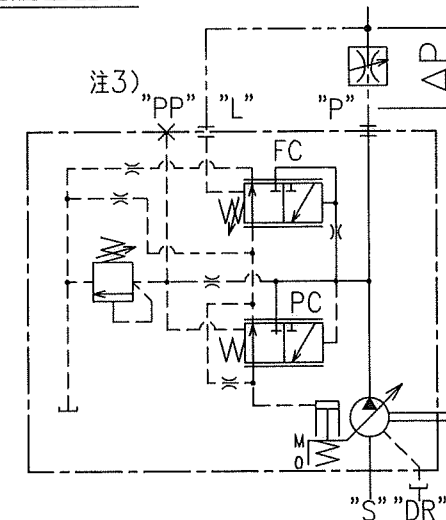 注3)
"PP" "L" "P"
ΔP
FC
PC
M
O
"S" "DR"